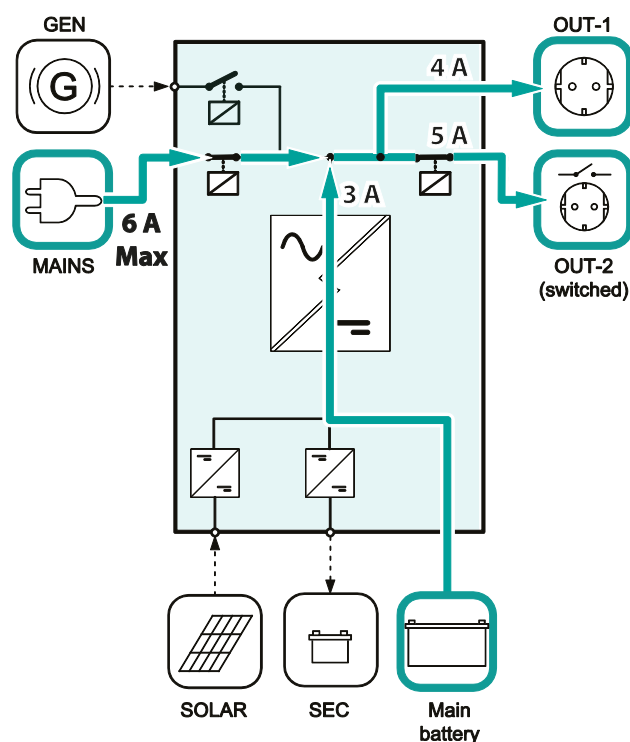 GEN
G
MAINS
6 A
Max
4 A
5 A
3 A
OUT-1
OUT-2
(switched)
SOLAR
SEC
Main
battery